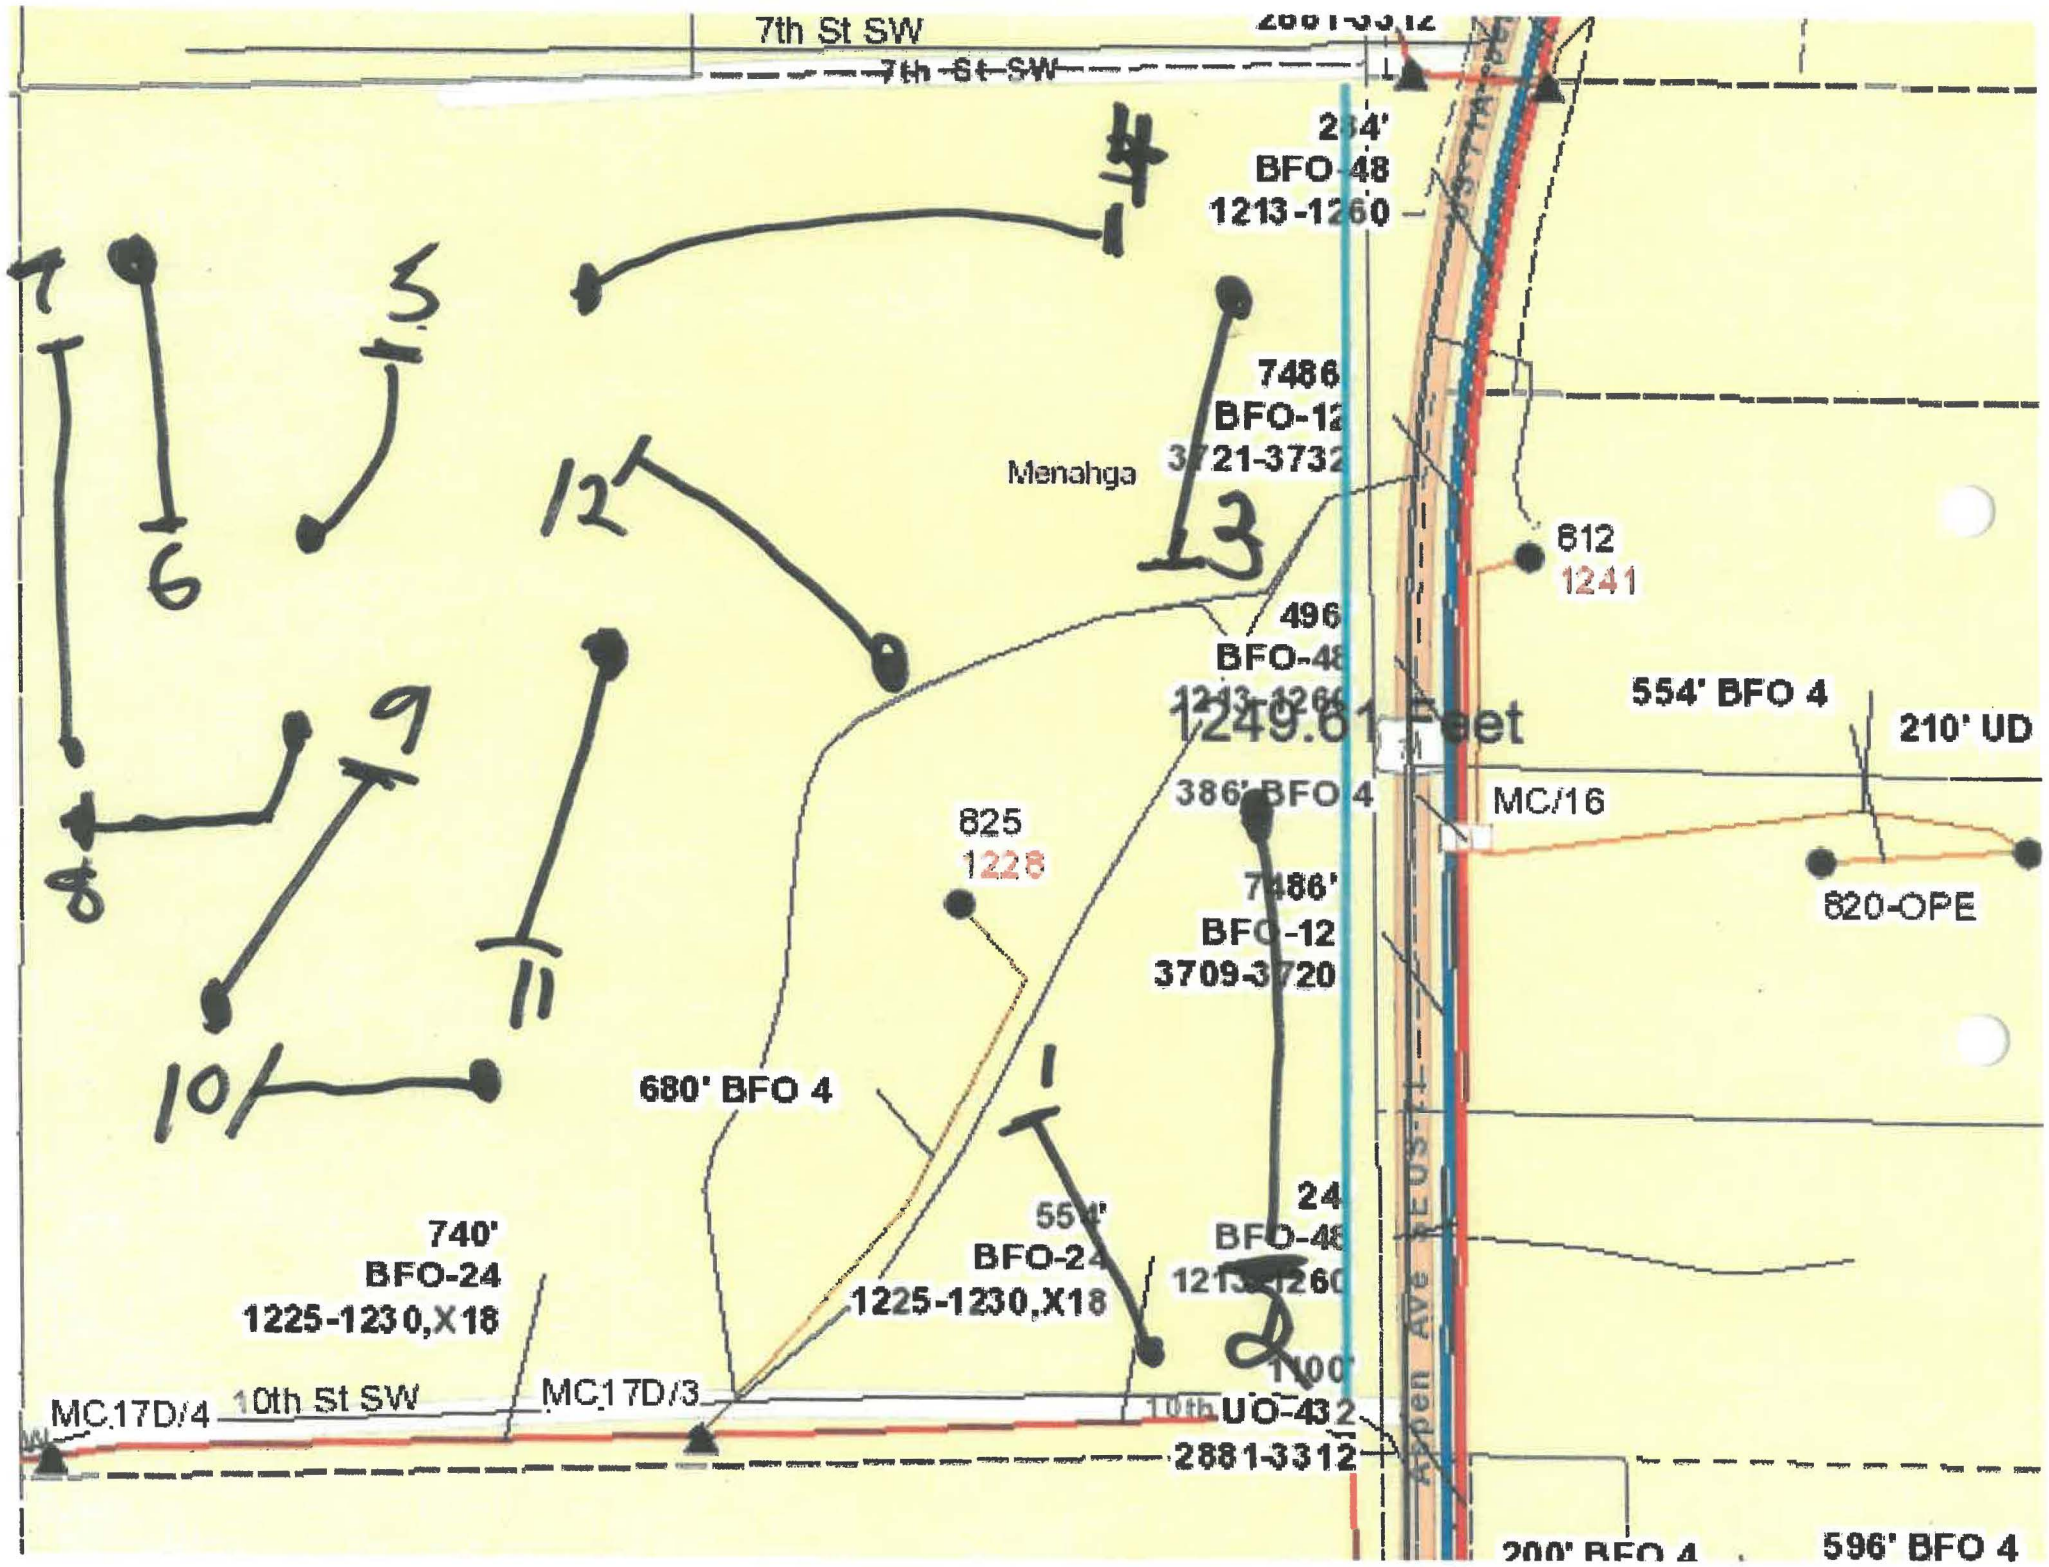 7th St SW
7th St SW
2881-3312
BFO-48
1213-1260
US-71
4
7
5
7486'
BFO-12
3721-3732
Menahga
3
12
6
812
1241
496
BFO-48
1213-1260
1249.61 Feet
554' BFO 4
210' UD
9
386' BFO 4
MC/16
825
1228
8
7486'
BFO-12
3709-3720
820-OPE
11
10
680' BFO 4
1
24
BFO-48
1213-1260
2
554'
BFO-24
1225-1230,X18
740'
BFO-24
1225-1230,X18
1100'
UO-432
2881-3312
MC17D/4
10th St SW
MC17D/3
10th
Aspen Ave SE US-71
200' BFO 4
596' BFO 4